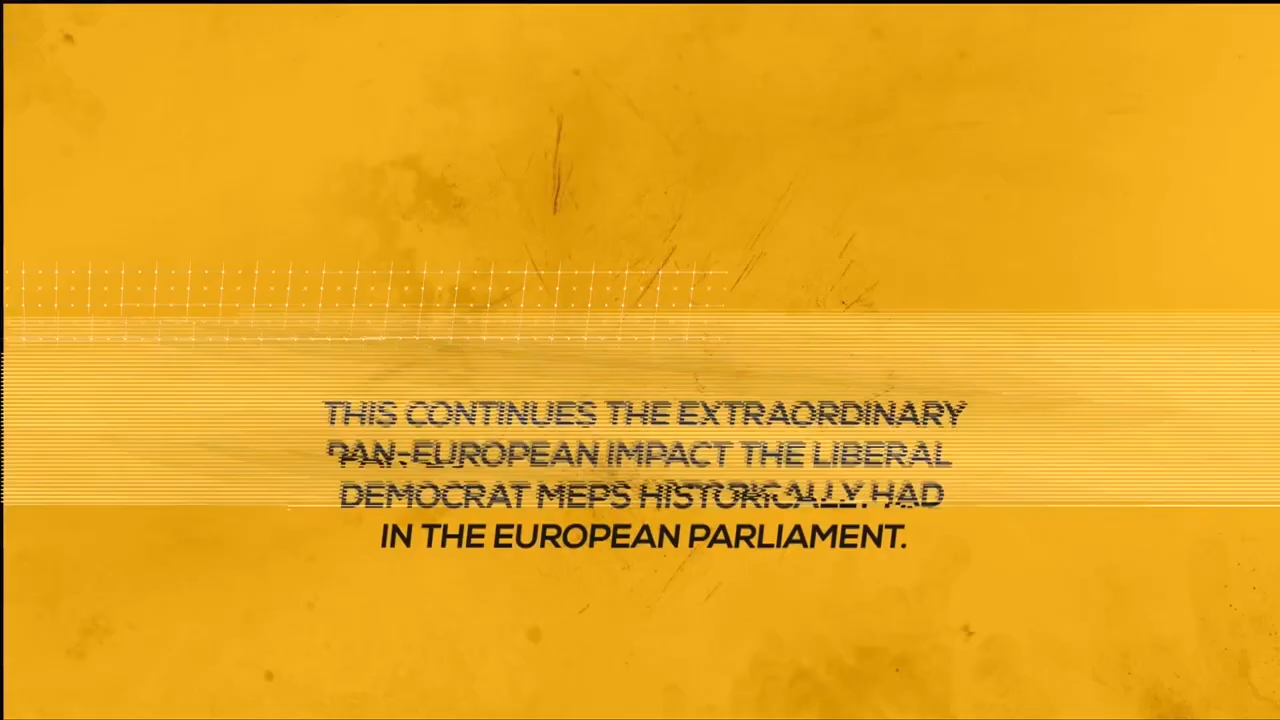 THIS CONTINUES THE EXTRAORDINARY
PAN-EUROPEAN IMPACT THE LIBERAL
DEMOCRAT MEPS HISTORICALLY HAD
IN THE EUROPEAN PARLIAMENT.